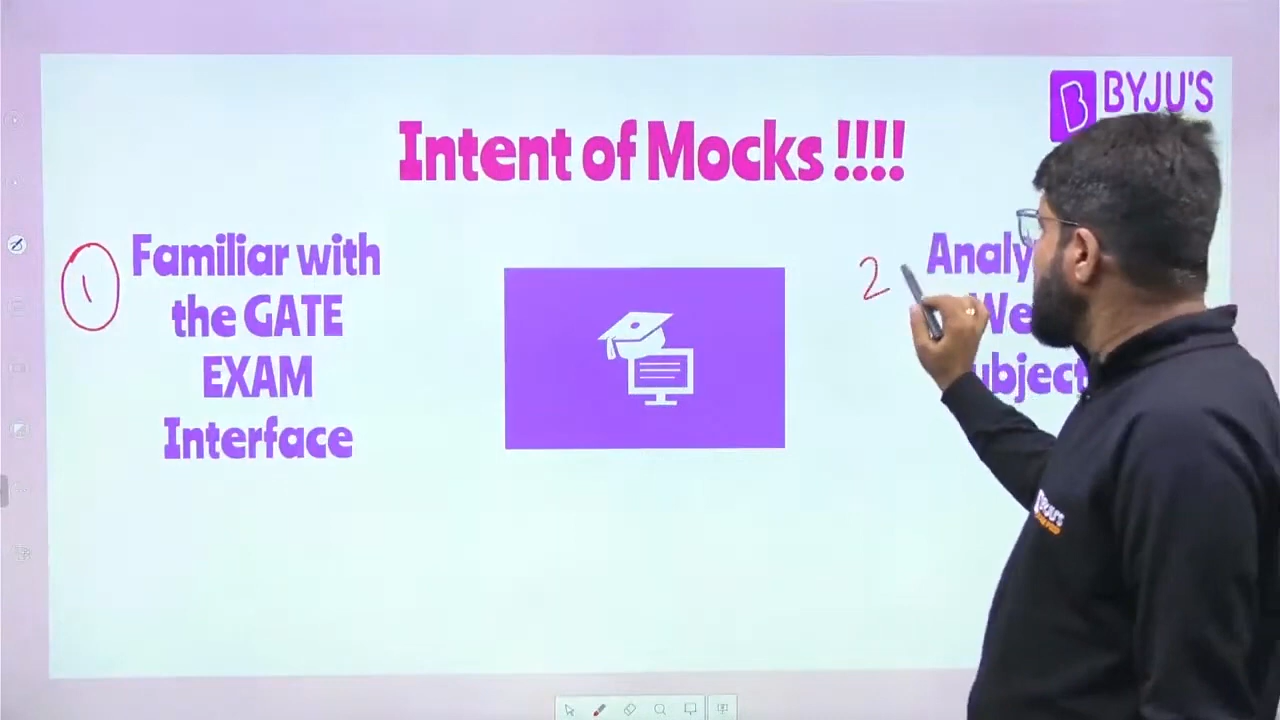 BYJU'S
Intent of Mocks !!!!
1
Familiar with
the GATE
EXAM
Interface
2